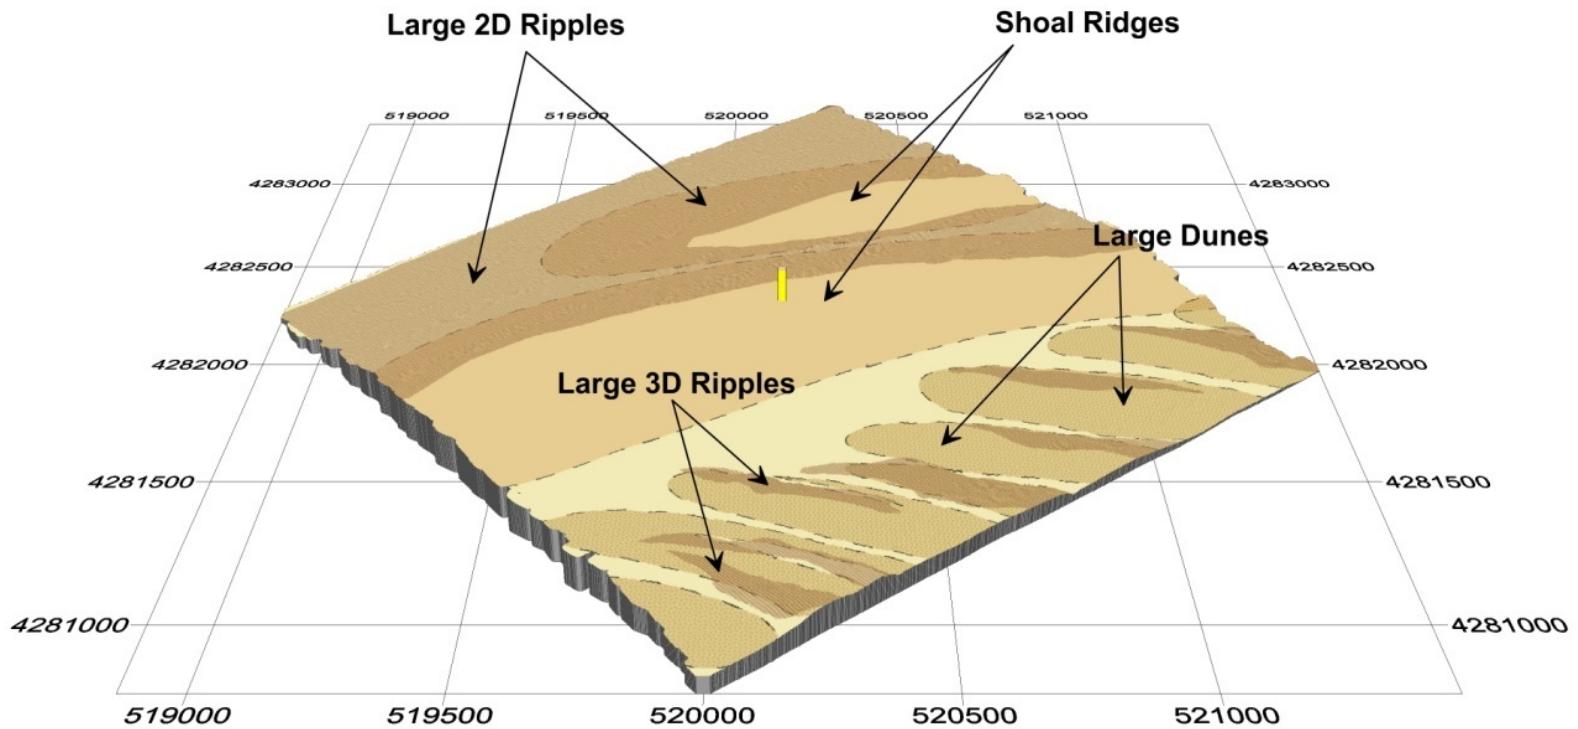 Large 2D Ripples
Shoal Ridges
519000 519500 520000 520500 521000
4283000 4283000
Large Dunes
4282500 4282500
4282000 4282000
Large 3D Ripples
4281500 4281500
4281000 4281000
519000 519500 520000 520500 521000